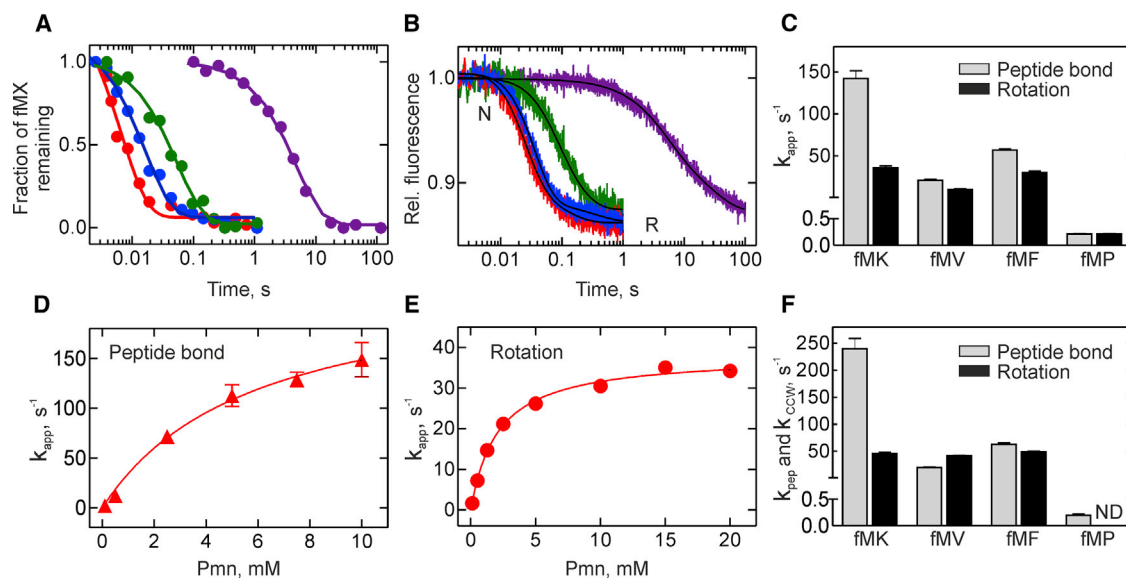 A
Fraction of fMX
remaining
1.0
0.5
0.0
0.01 0.1 1 10 100
Time, s
B
Rel. fluorescence
1.0
0.9
N
R
0.01 0.1 1 10 100
Time, s
C
kapp, s-1
150
100
50
0.5
0.0
Peptide bond
Rotation
fMK fMV fMF fMP
D
kapp, s-1
150
100
50
0
Peptide bond
0 2 4 6 8 10
Pmn, mM
E
kapp, s-1
40
30
20
10
0
Rotation
0 5 10 15 20
Pmn, mM
F
kpep and kCCW, s-1
250
200
150
100
50
0.5
0.0
Peptide bond
Rotation
ND
fMK fMV fMF fMP